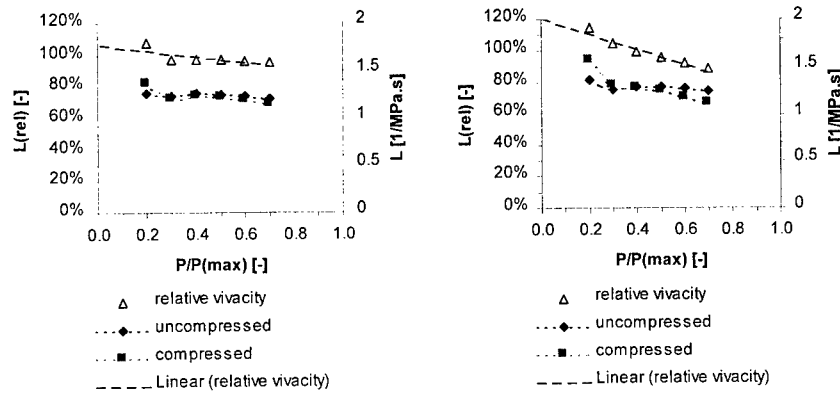 120%
100%
80%
60%
40%
20%
0%
L(rel) [-]
2
1.5
1
0.5
0
L [1/MPa.s]
0.0 0.2 0.4 0.6 0.8 1.0
P/P(max) [-]
relative vivacity
uncompressed
compressed
Linear (relative vivacity)
120%
100%
80%
60%
40%
20%
0%
L(rel) [-]
2
1.5
1
0.5
0
L [1/MPa.s]
0.0 0.2 0.4 0.6 0.8 1.0
P/P(max) [-]
relative vivacity
uncompressed
compressed
Linear (relative vivacity)